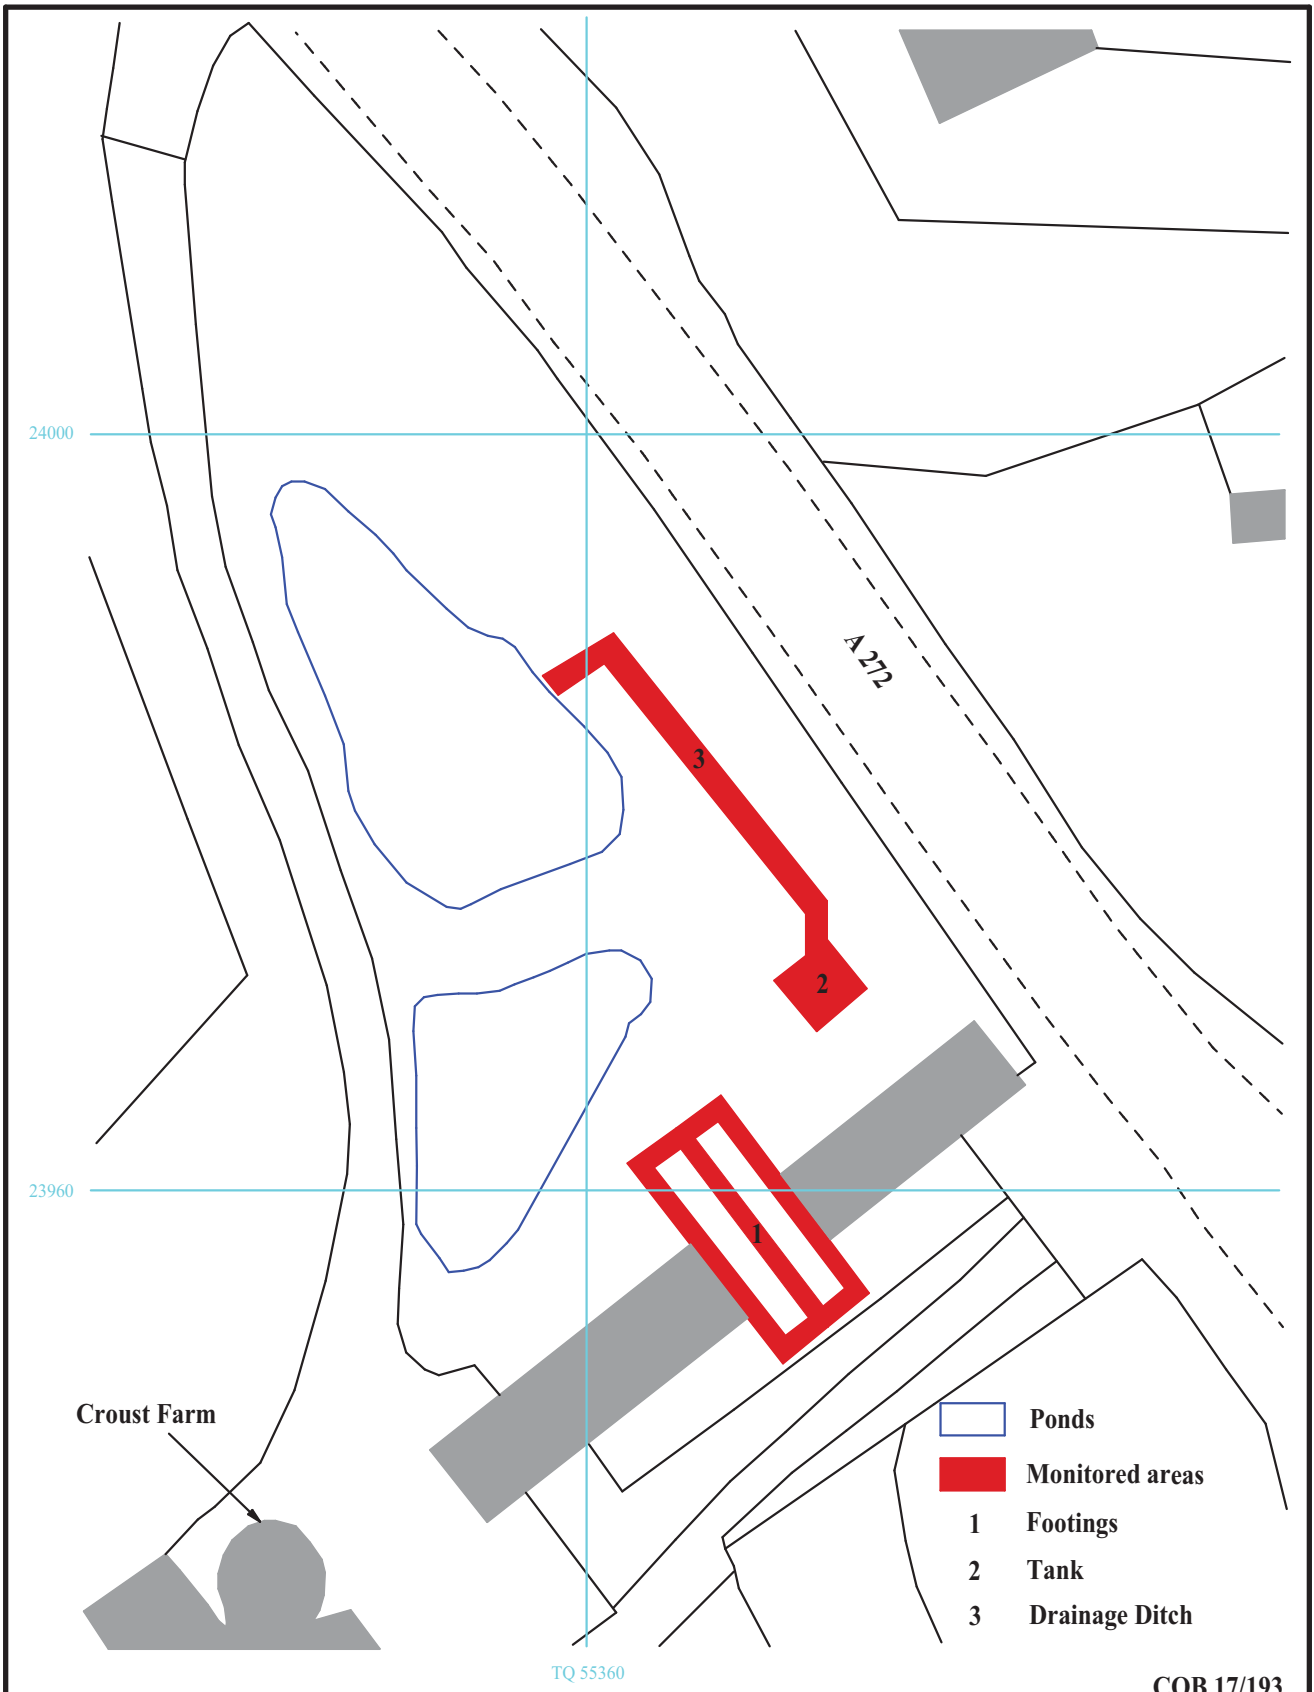 24000
A 272
3
2
23960
1
Croust Farm
Ponds
Monitored areas
1 Footings
2 Tank
3 Drainage Ditch
TQ 55360
COB 17/193